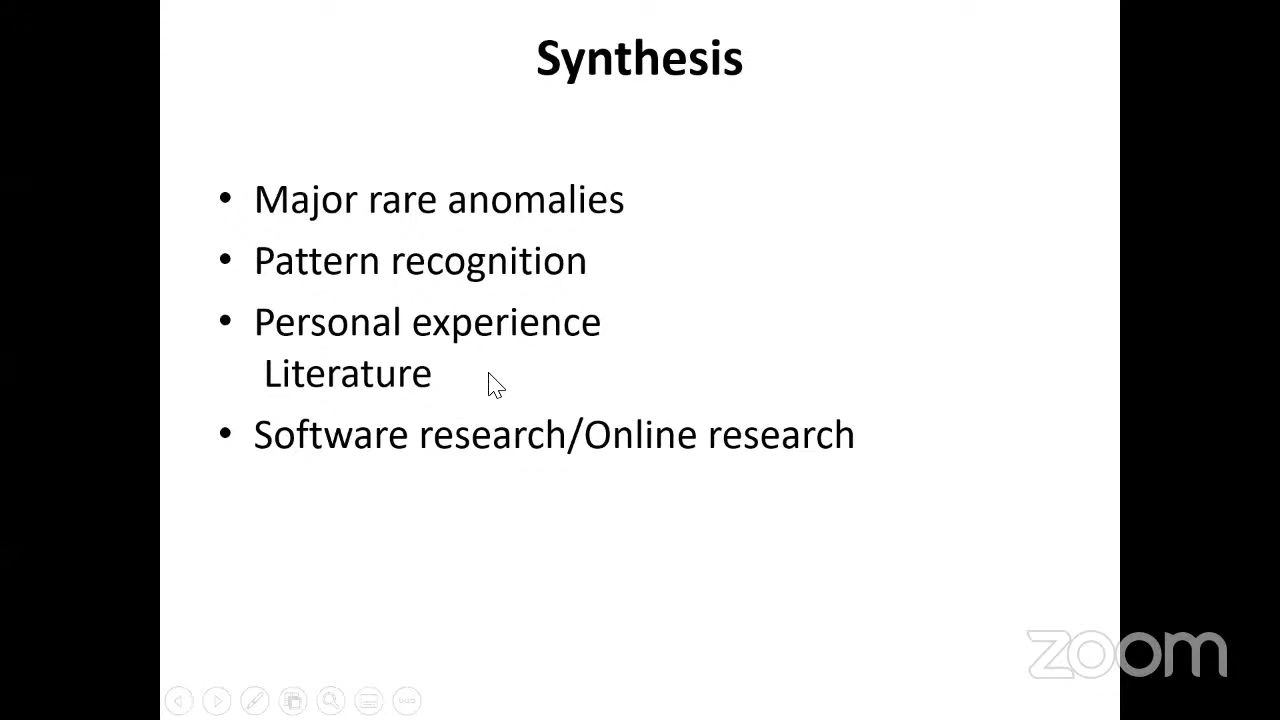 Synthesis
• Major rare anomalies
• Pattern recognition
• Personal experience
Literature
• Software research/Online research
zoom